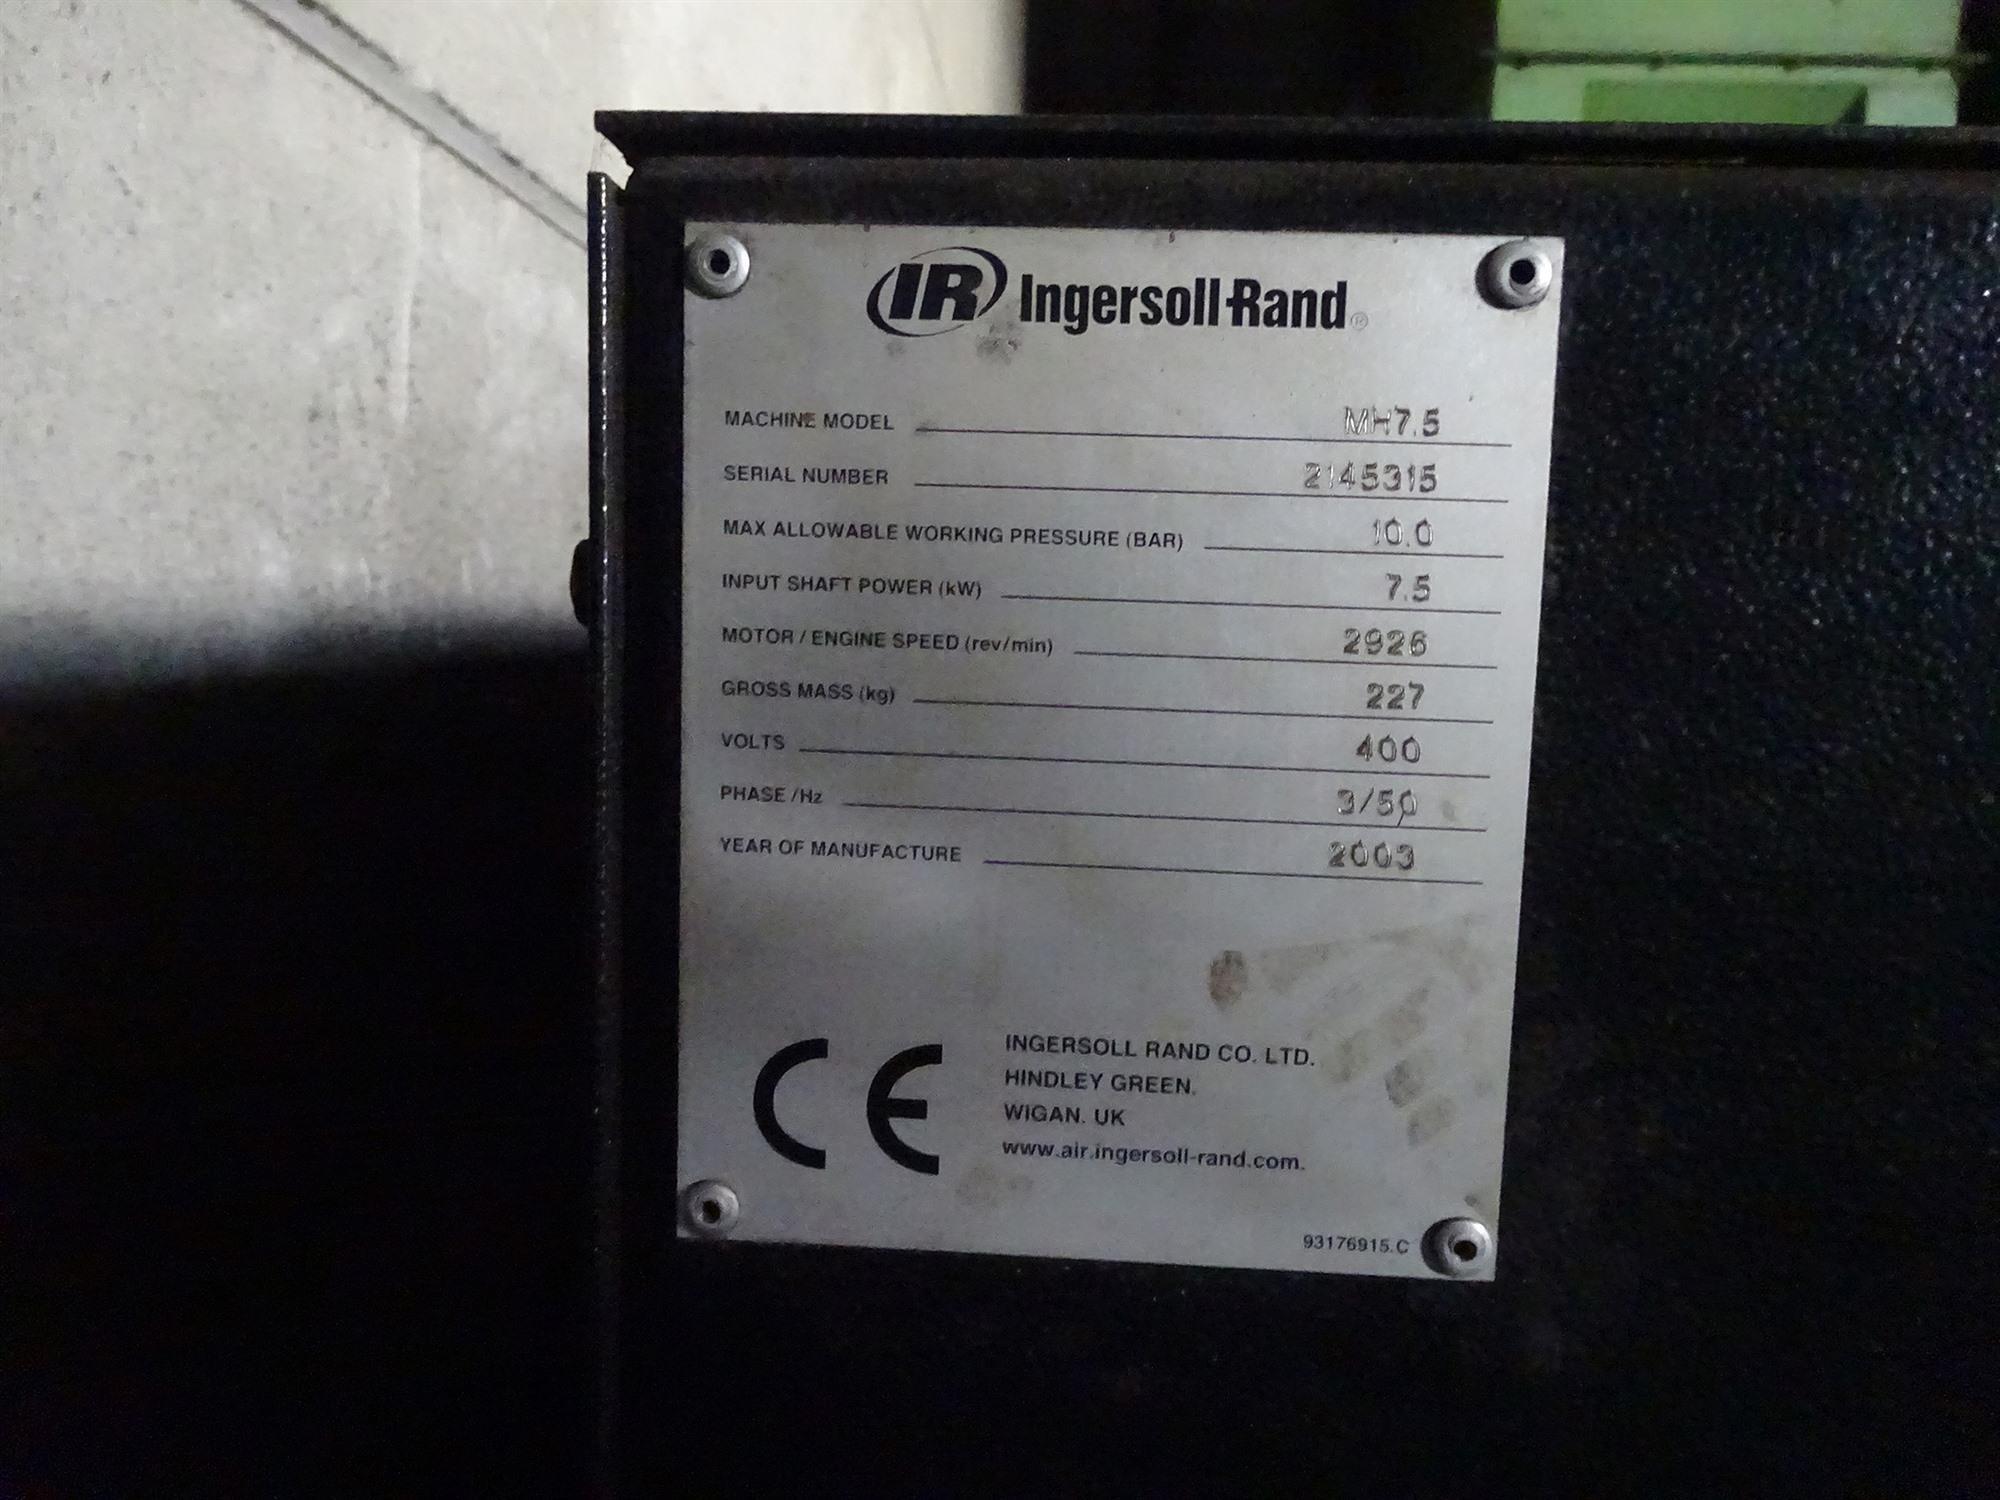 IR Ingersoll-Rand®
MACHINE MODEL MH7.5
SERIAL NUMBER 2145315
MAX ALLOWABLE WORKING PRESSURE (BAR) 10.0
INPUT SHAFT POWER (kW) 7.5
MOTOR / ENGINE SPEED (rev/min) 2926
GROSS MASS (kg) 227
VOLTS 400
PHASE /Hz 3/50
YEAR OF MANUFACTURE 2003
CE
INGERSOLL RAND CO. LTD.
HINDLEY GREEN.
WIGAN. UK
www.air.ingersoll-rand.com.
93176915.C